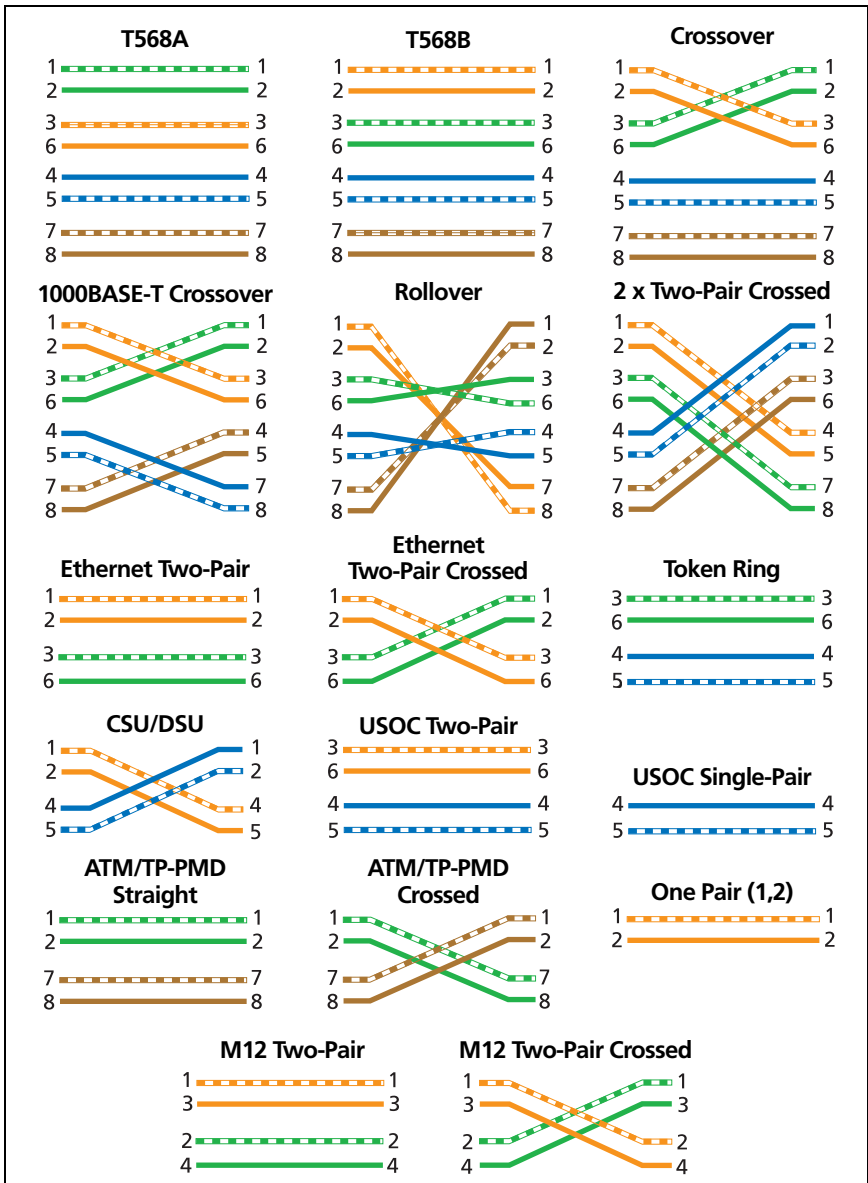 T568A T568B Crossover
1 1 1 1 1 1
2 2 2 2 2 2
3 3 3 3 3 3
6 6 6 6 6 6
4 4 4 4 4 4
5 5 5 5 5 5
7 7 7 7 7 7
8 8 8 8 8 8
1000BASE-T Crossover Rollover 2 x Two-Pair Crossed
1 1 1 1 1 1
2 2 2 2 2 2
3 3 3 3 3 3
6 6 6 6 6 6
4 4 4 4 4 4
5 5 5 5 5 5
7 7 7 7 7 7
8 8 8 8 8 8
Ethernet Two-Pair Ethernet Two-Pair Crossed Token Ring
1 1 1 1 3 3
2 2 2 2 6 6
3 3 3 3 4 4
6 6 6 6 5 5
CSU/DSU USOC Two-Pair USOC Single-Pair
1 1 3 3
2 2 6 6
4 4 4 4 4 4
5 5 5 5 5 5
ATM/TP-PMD Straight ATM/TP-PMD Crossed One Pair (1,2)
1 1 1 1 1 1
2 2 2 2 2 2
7 7 7 7
8 8 8 8
M12 Two-Pair M12 Two-Pair Crossed
1 1 1 1
3 3 3 3
2 2 2 2
4 4 4 4